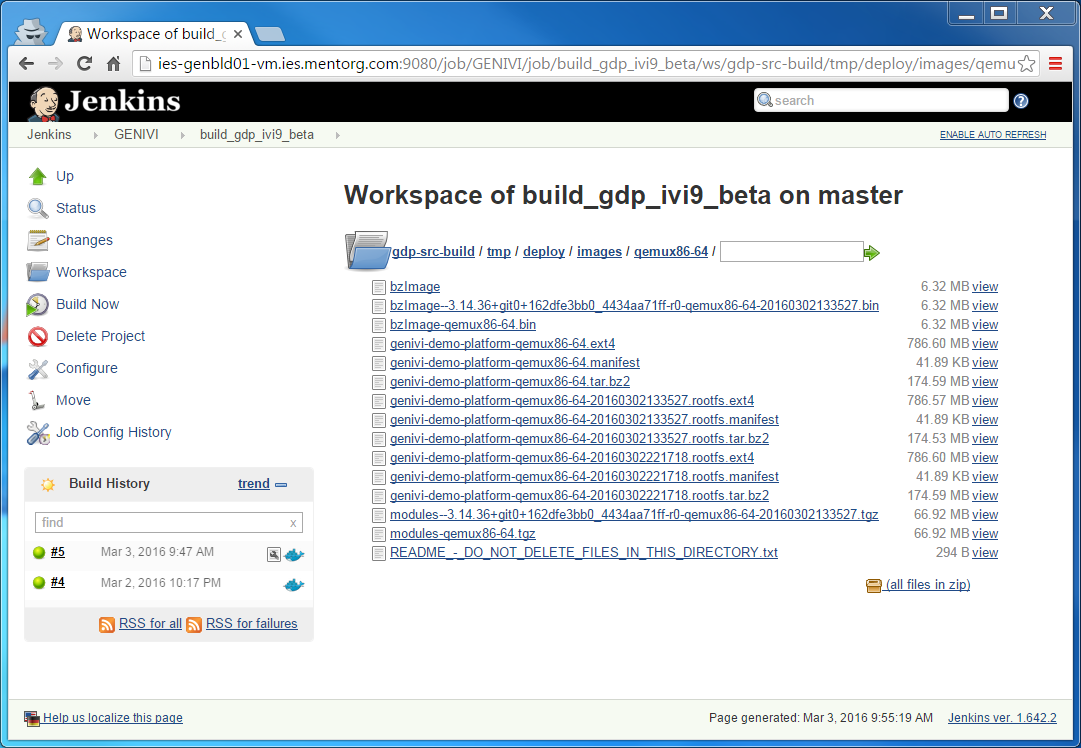 Workspace of build_g
ies-genbld01-vm.ies.mentorg.com:9080/job/GENIVI/job/build_gdp_ivi9_beta/ws/gdp-src-build/tmp/deploy/images/qemu
Jenkins
search
Jenkins GENIVI build_gdp_ivi9_beta
ENABLE AUTO REFRESH
Up
Status
Changes
Workspace
Build Now
Delete Project
Configure
Move
Job Config History
Build History trend
find x
#5 Mar 3, 2016 9:47 AM
#4 Mar 2, 2016 10:17 PM
RSS for all RSS for failures
Workspace of build_gdp_ivi9_beta on master
gdp-src-build / tmp / deploy / images / qemux86-64 /
bzImage 6.32 MB view
bzImage--3.14.36+git0+162dfe3bb0_4434aa71ff-r0-qemux86-64-20160302133527.bin 6.32 MB view
bzImage-qemux86-64.bin 6.32 MB view
genivi-demo-platform-qemux86-64.ext4 786.60 MB view
genivi-demo-platform-qemux86-64.manifest 41.89 KB view
genivi-demo-platform-qemux86-64.tar.bz2 174.59 MB view
genivi-demo-platform-qemux86-64-20160302133527.rootfs.ext4 786.57 MB view
genivi-demo-platform-qemux86-64-20160302133527.rootfs.manifest 41.89 KB view
genivi-demo-platform-qemux86-64-20160302133527.rootfs.tar.bz2 174.53 MB view
genivi-demo-platform-qemux86-64-20160302221718.rootfs.ext4 786.60 MB view
genivi-demo-platform-qemux86-64-20160302221718.rootfs.manifest 41.89 KB view
genivi-demo-platform-qemux86-64-20160302221718.rootfs.tar.bz2 174.59 MB view
modules--3.14.36+git0+162dfe3bb0_4434aa71ff-r0-qemux86-64-20160302133527.tgz 66.92 MB view
modules-qemux86-64.tgz 66.92 MB view
README_-_DO_NOT_DELETE_FILES_IN_THIS_DIRECTORY.txt 294 B view
(all files in zip)
Help us localize this page
Page generated: Mar 3, 2016 9:55:19 AM Jenkins ver. 1.642.2